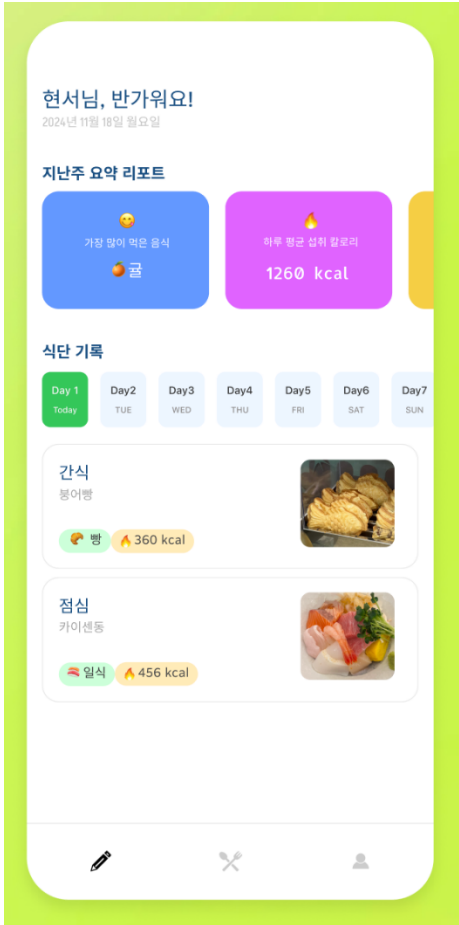 현서님, 반가워요!
2024년 11월 18일 월요일
지난주 요약 리포트
가장 많이 먹은 음식
귤
하루 평균 섭취 칼로리
1260 kcal
식단 기록
Day 1
Today
Day2
TUE
Day3
WED
Day4
THU
Day5
FRI
Day6
SAT
Day7
SUN
간식
붕어빵
빵
360 kcal
점심
카이센동
일식
456 kcal